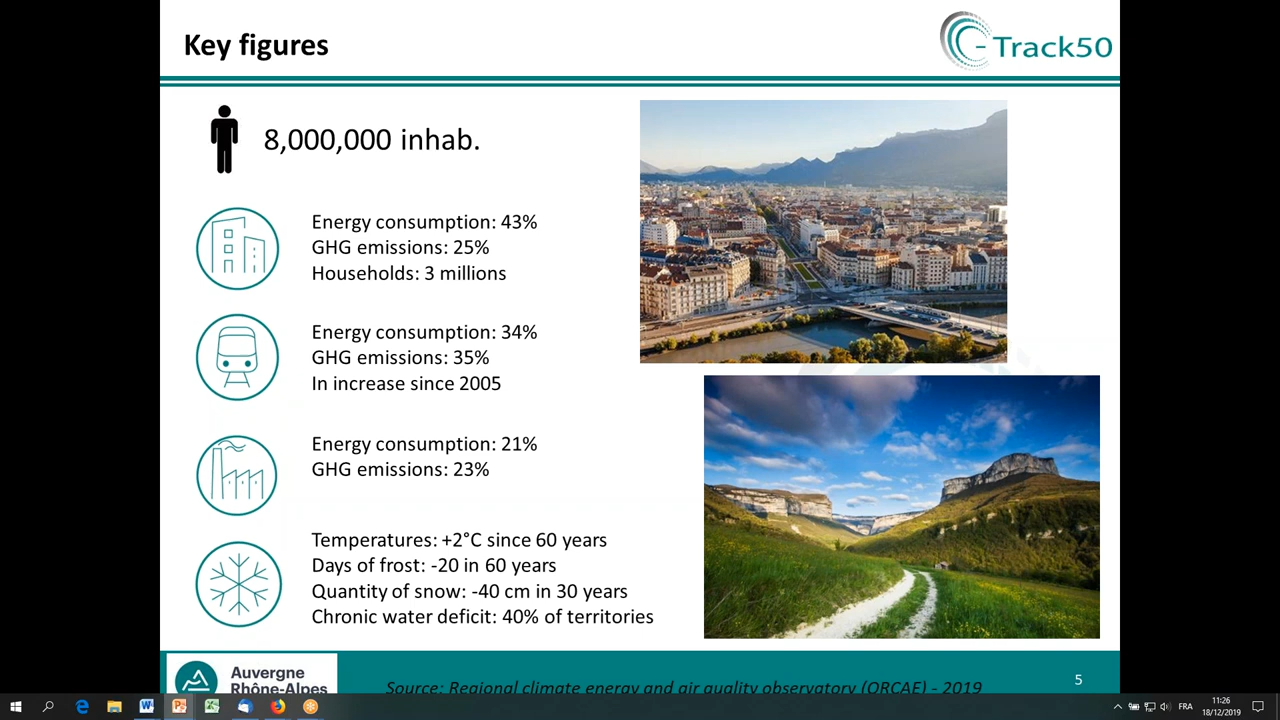 Key figures
C-Track50
8,000,000 inhab.
Energy consumption: 43%
GHG emissions: 25%
Households: 3 millions
Energy consumption: 34%
GHG emissions: 35%
In increase since 2005
Energy consumption: 21%
GHG emissions: 23%
Temperatures: +2°C since 60 years
Days of frost: -20 in 60 years
Quantity of snow: -40 cm in 30 years
Chronic water deficit: 40% of territories
Auvergne
Rhône-Alpes
Source: Regional climate energy and air quality observatory (ORCAE) - 2019
5
FRA
11:26
18/12/2019